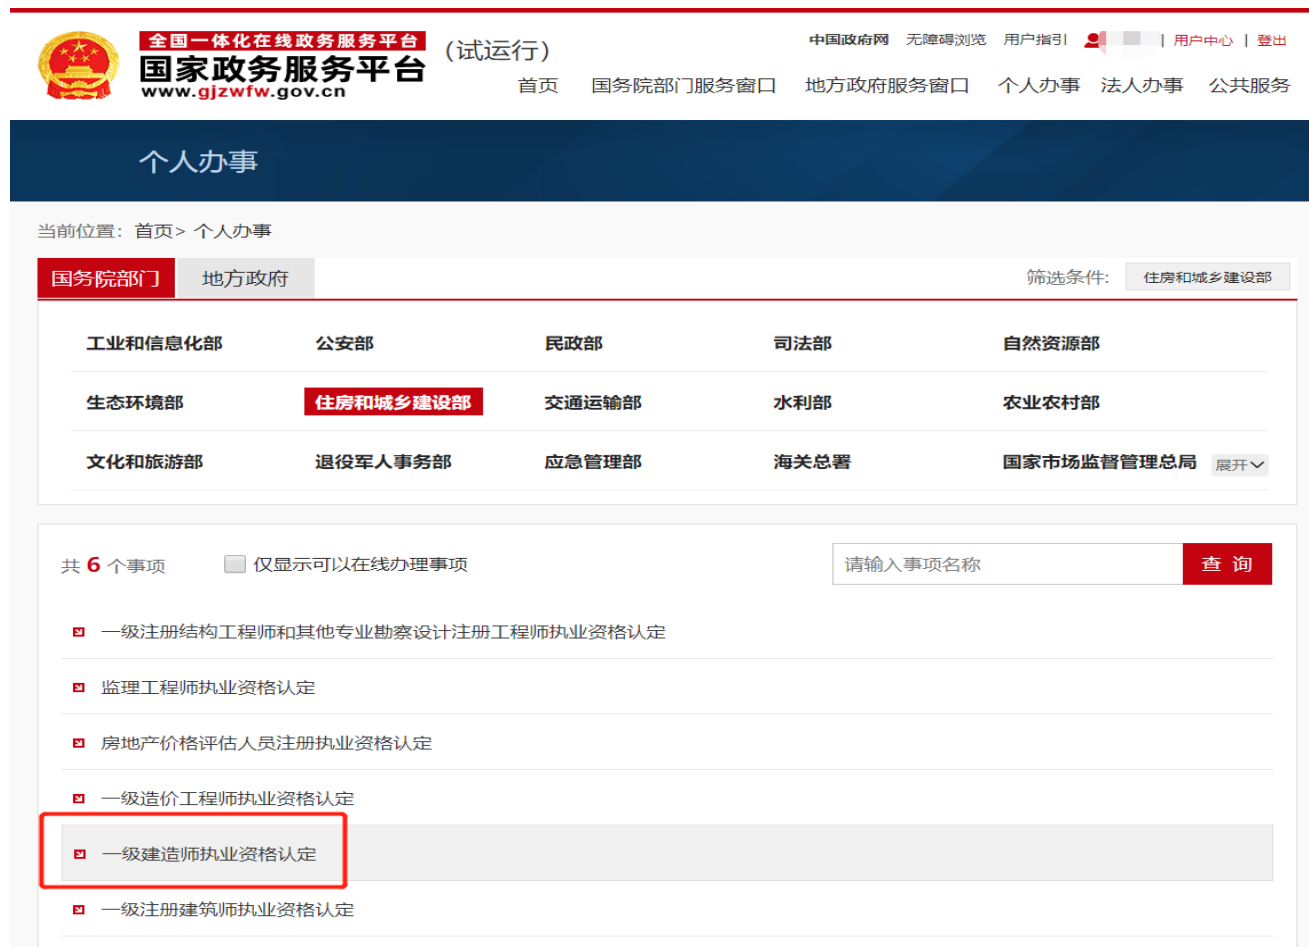 全国一体化在线政务服务平台
国家政务服务平台
www.gjzwfw.gov.cn
(试运行)
中国政府网 无障碍浏览 用户指引 | 用户中心 | 登出
首页 国务院部门服务窗口 地方政府服务窗口 个人办事 法人办事 公共服务
个人办事
当前位置：首页> 个人办事
国务院部门 地方政府 筛选条件: 住房和城乡建设部
工业和信息化部 公安部 民政部 司法部 自然资源部
生态环境部 住房和城乡建设部 交通运输部 水利部 农业农村部
文化和旅游部 退役军人事务部 应急管理部 海关总署 国家市场监督管理总局 展开
共 6 个事项 仅显示可以在线办理事项 请输入事项名称 查 询
一级注册结构工程师和其他专业勘察设计注册工程师执业资格认定
监理工程师执业资格认定
房地产价格评估人员注册执业资格认定
一级造价工程师执业资格认定
一级建造师执业资格认定
一级注册建筑师执业资格认定